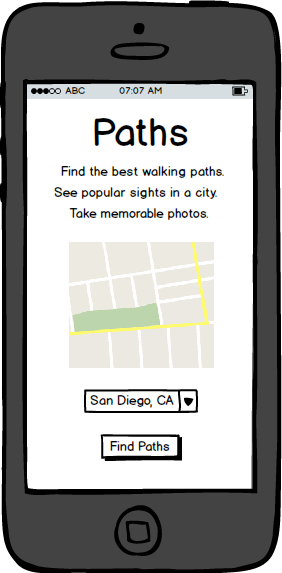 ABC 07:07 AM
Paths
Find the best walking paths.
See popular sights in a city.
Take memorable photos.
San Diego, CA
Find Paths